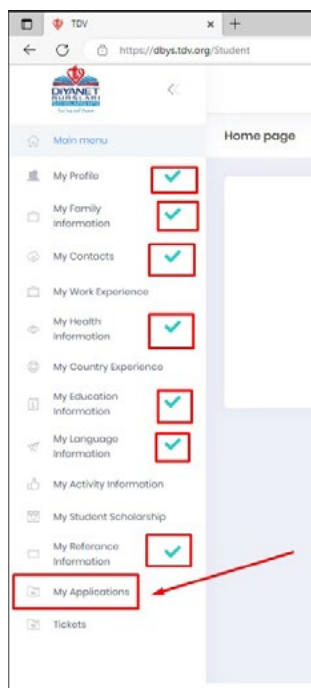 TDV
https://dbys.tdv.org/Student
DİYANET
BURSLARI
Main menu
Home page
My Profile
My Family
Information
My Contacts
My Work Experience
My Health
Information
My Country Experience
My Education
Information
My Language
Information
My Activity Information
My Student Scholarship
My Referance
Information
My Applications
Tickets